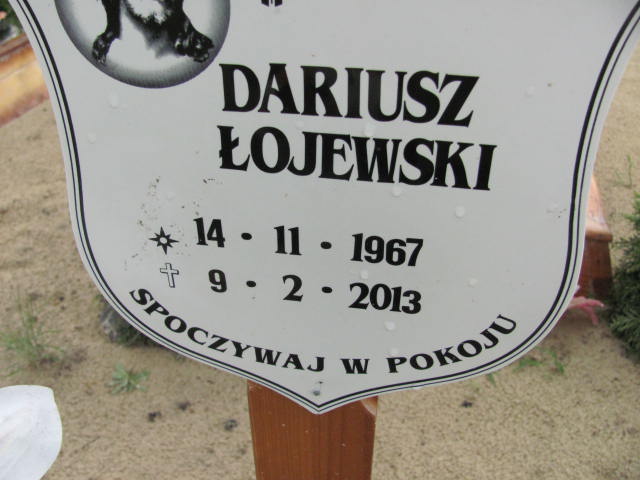 DARIUSZ
ŁOJEWSKI
14 · 11 · 1967
9 · 2 · 2013
SPOCZYWAJ W POKOJU